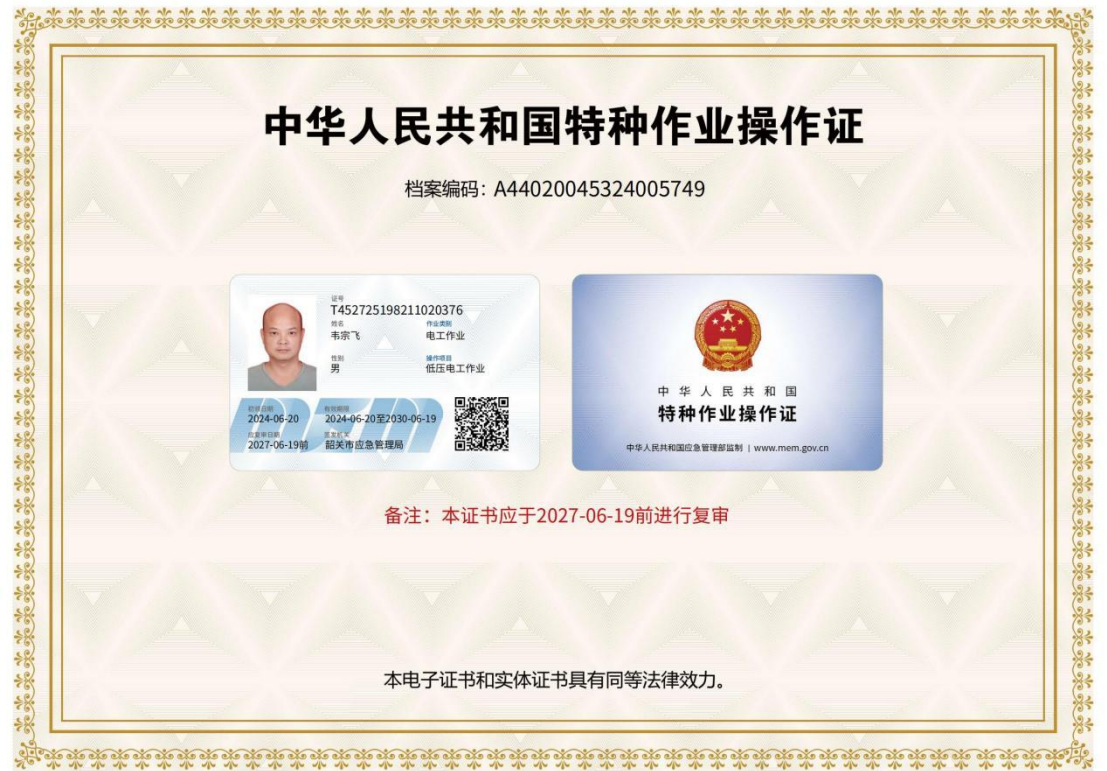 中华人民共和国特种作业操作证
档案编码：A44020045324005749
证号
T452725198211020376
姓名 作业类别
韦宗飞 电工作业
性别 操作项目
男 低压电工作业
初领日期 有效期限
2024-06-20 2024-06-20至2030-06-19
应复审日期 签发机关
2027-06-19前 韶关市应急管理局
中华人民共和国
特种作业操作证
中华人民共和国应急管理部监制 | www.mem.gov.cn
备注：本证书应于2027-06-19前进行复审
本电子证书和实体证书具有同等法律效力。